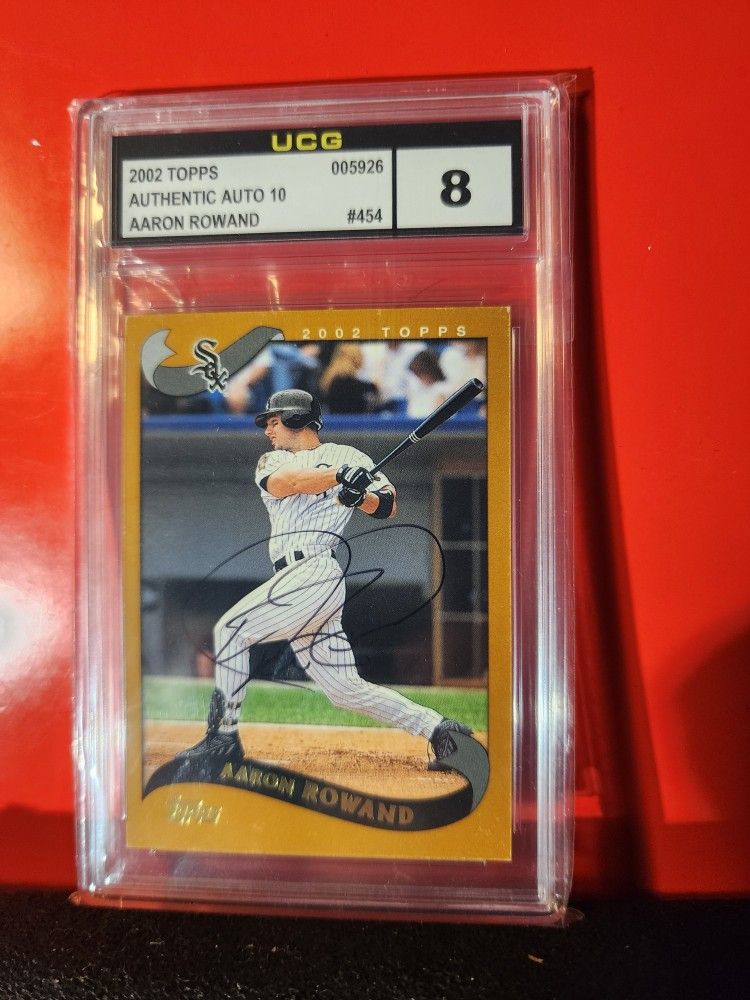 UCG
2002 TOPPS 005926
AUTHENTIC AUTO 10
AARON ROWAND #454
8
2002 TOPPS
Sox
AARON ROWAND
Topps